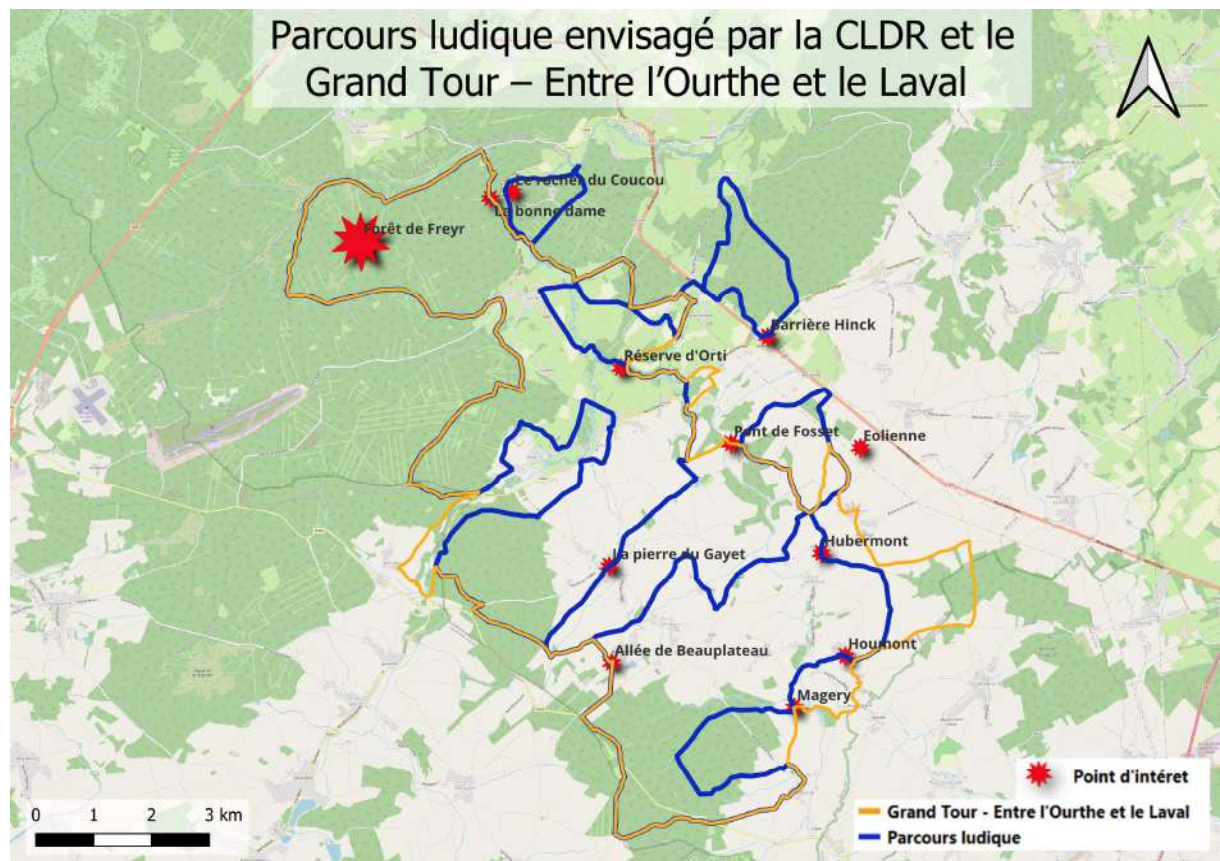 Parcours ludique envisagé par la CLDR et le
Grand Tour – Entre l'Ourthe et le Laval
Le rocher du Coucou
La bonne dame
Forêt de Freyr
Barrière Hinck
Réserve d'Orti
Pont de Fosset
Eolienne
Hubermont
La pierre du Gayet
Houmont
Allée de Beauplateau
Magery
Point d'intéret
Grand Tour - Entre l'Ourthe et le Laval
Parcours ludique
0 1 2 3 km